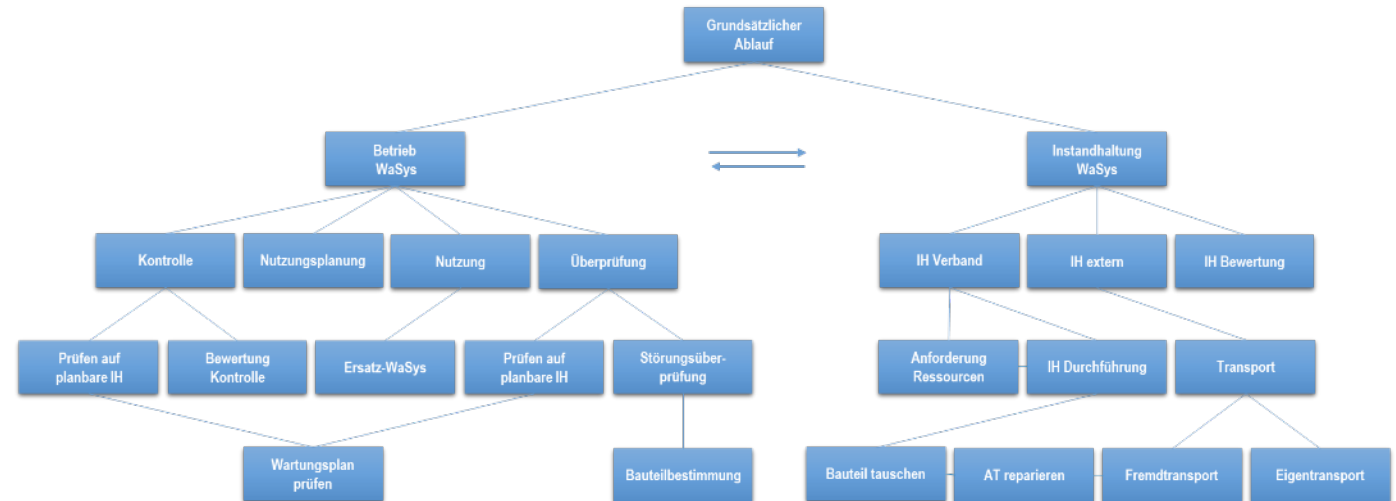 Grundsätzlicher
Ablauf
Betrieb
WaSys
Instandhaltung
WaSys
Kontrolle
Nutzungsplanung
Nutzung
Überprüfung
IH Verband
IH extern
IH Bewertung
Prüfen auf
planbare IH
Bewertung
Kontrolle
Ersatz-WaSys
Prüfen auf
planbare IH
Störungsüber-
prüfung
Anforderung
Ressourcen
IH Durchführung
Transport
Wartungsplan
prüfen
Bauteilbestimmung
Bauteil tauschen
AT reparieren
Fremdtransport
Eigentransport